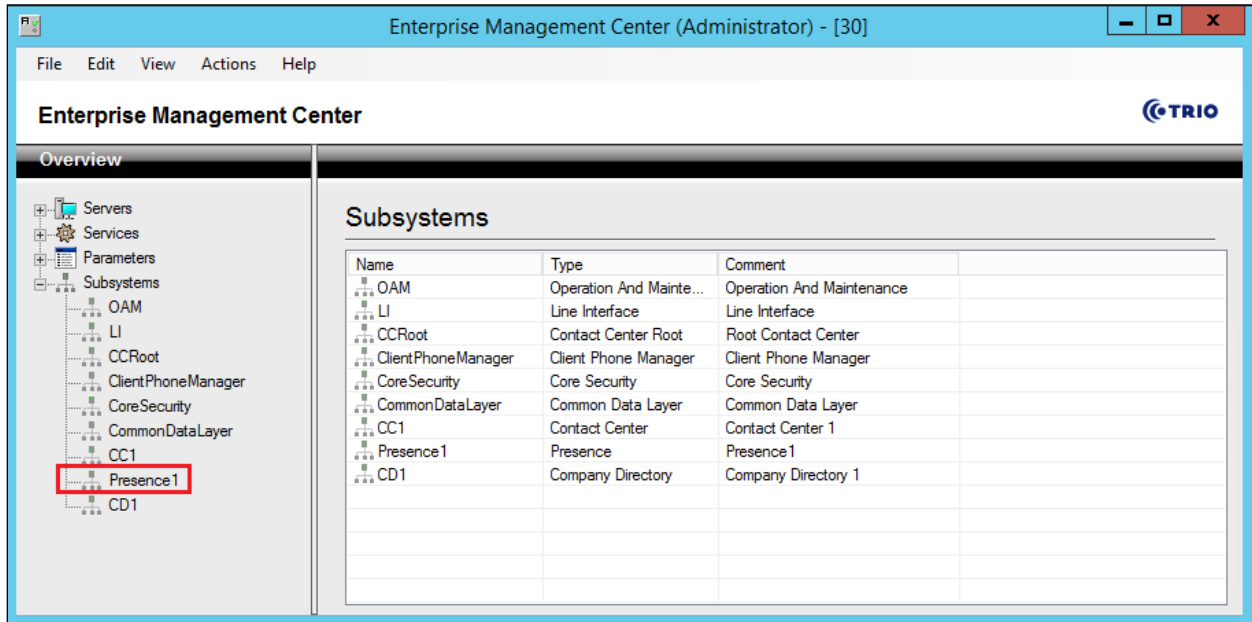 Enterprise Management Center (Administrator) - [30]
File Edit View Actions Help
Enterprise Management Center
TRIO
Overview
Servers
Services
Parameters
Subsystems
OAM
LI
CCRoot
ClientPhoneManager
CoreSecurity
CommonDataLayer
CC1
Presence1
CD1
Subsystems
Name Type Comment
OAM Operation And Mainte... Operation And Maintenance
LI Line Interface Line Interface
CCRoot Contact Center Root Root Contact Center
ClientPhoneManager Client Phone Manager Client Phone Manager
CoreSecurity Core Security Core Security
CommonDataLayer Common Data Layer Common Data Layer
CC1 Contact Center Contact Center 1
Presence1 Presence Presence1
CD1 Company Directory Company Directory 1